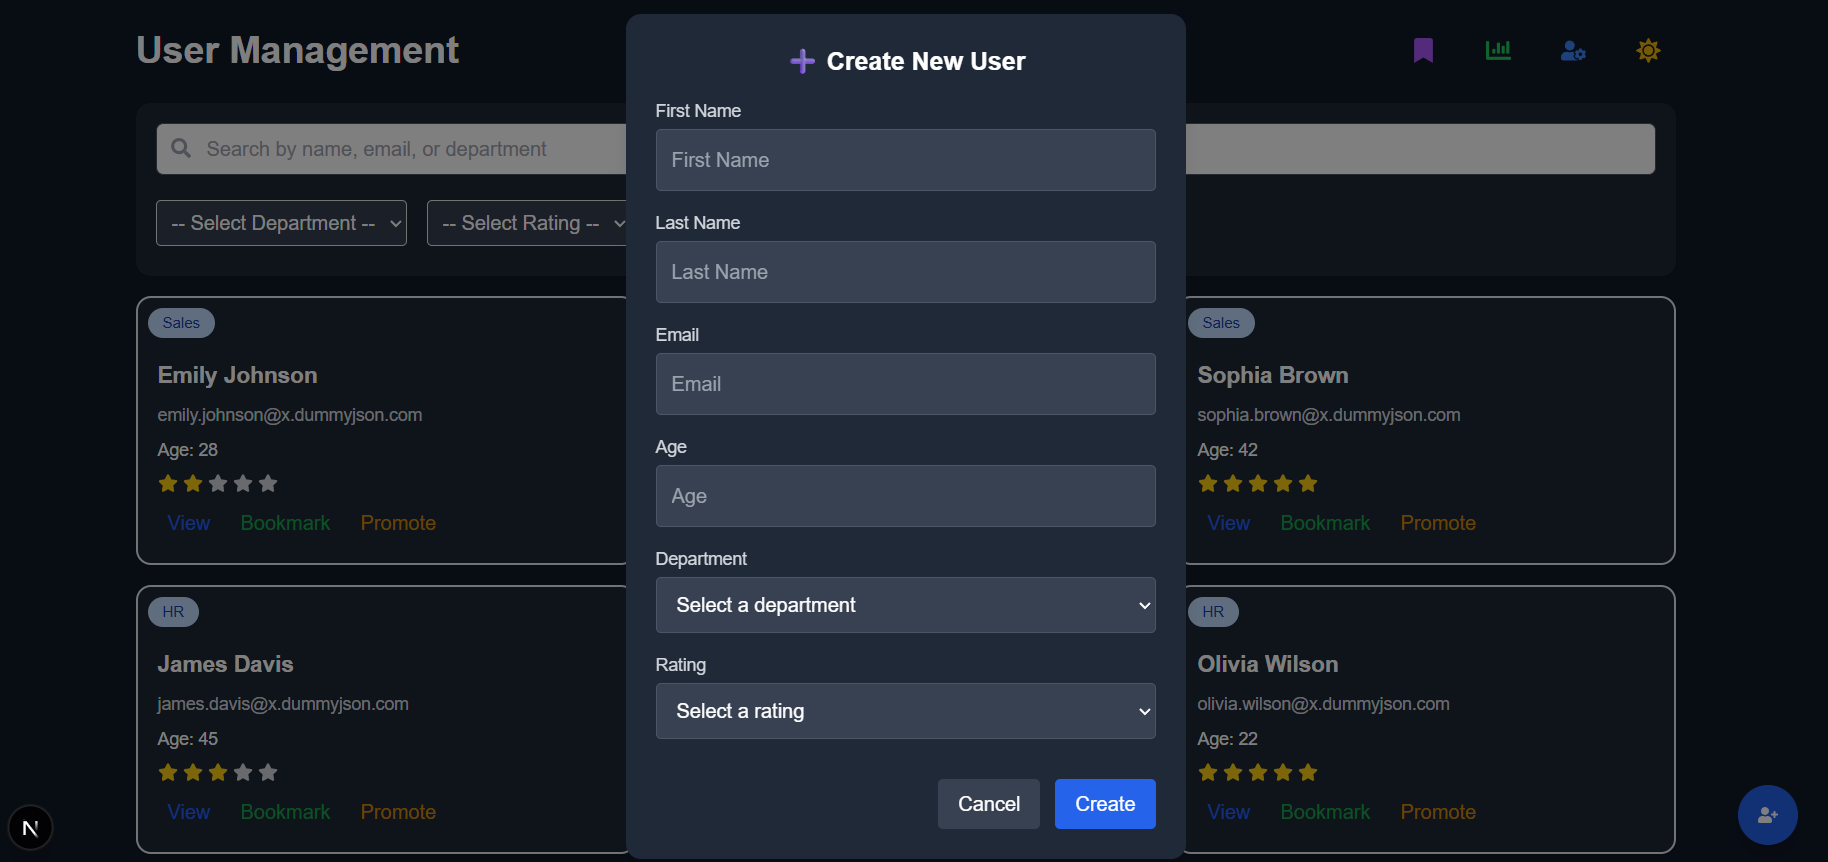 User Management
Search by name, email, or department
-- Select Department --
-- Select Rating --
Sales
Emily Johnson
emily.johnson@x.dummyjson.com
Age: 28
View Bookmark Promote
Sales
Sophia Brown
sophia.brown@x.dummyjson.com
Age: 42
View Bookmark Promote
HR
James Davis
james.davis@x.dummyjson.com
Age: 45
View Bookmark Promote
HR
Olivia Wilson
olivia.wilson@x.dummyjson.com
Age: 22
View Bookmark Promote
N
Create New User
First Name
First Name
Last Name
Last Name
Email
Email
Age
Age
Department
Select a department
Rating
Select a rating
Cancel
Create